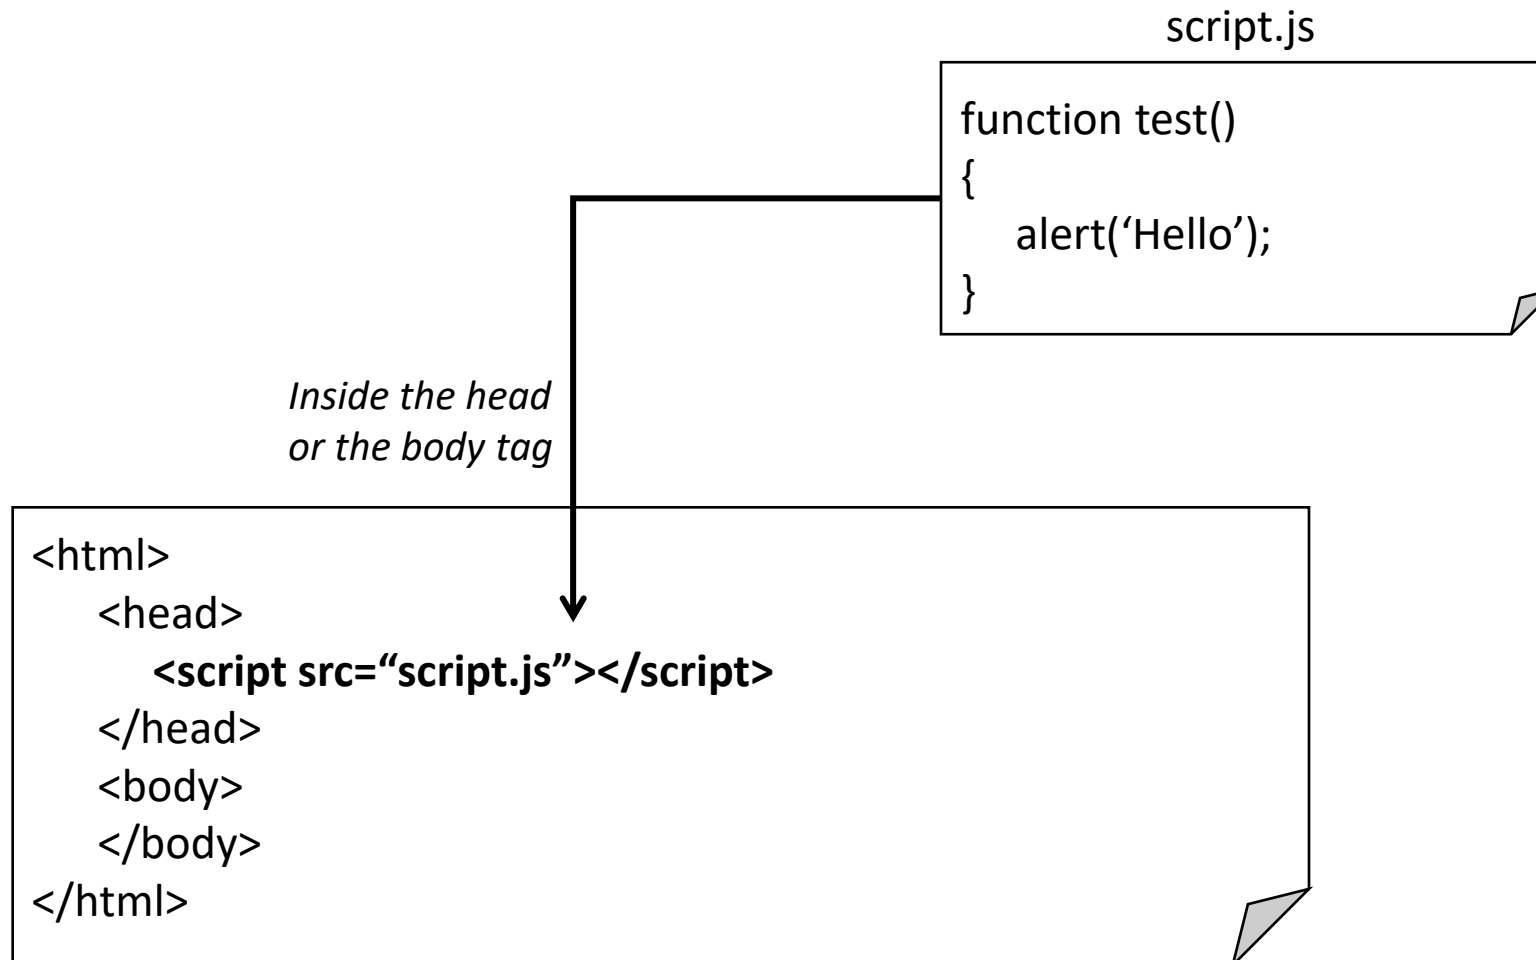 script.js
function test()
{
alert(‘Hello’);
}
Inside the head
or the body tag
<html>
<head>
<script src=“script.js”></script>
</head>
<body>
</body>
</html>